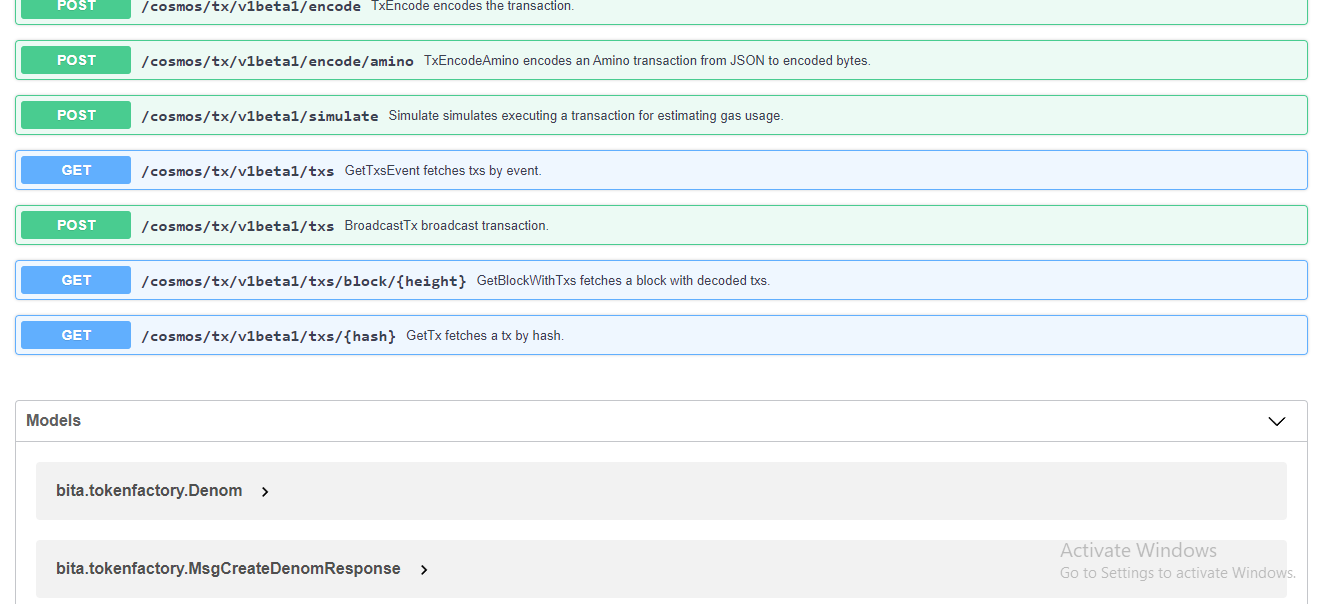 POST /cosmos/tx/v1beta1/encode TxEncode encodes the transaction.
POST /cosmos/tx/v1beta1/encode/amino TxEncodeAmino encodes an Amino transaction from JSON to encoded bytes.
POST /cosmos/tx/v1beta1/simulate Simulate simulates executing a transaction for estimating gas usage.
GET /cosmos/tx/v1beta1/txs GetTxsEvent fetches txs by event.
POST /cosmos/tx/v1beta1/txs BroadcastTx broadcast transaction.
GET /cosmos/tx/v1beta1/txs/block/{height} GetBlockWithTxs fetches a block with decoded txs.
GET /cosmos/tx/v1beta1/txs/{hash} GetTx fetches a tx by hash.
Models
bita.tokenfactory.Denom
bita.tokenfactory.MsgCreateDenomResponse
Activate Windows
Go to Settings to activate Windows.